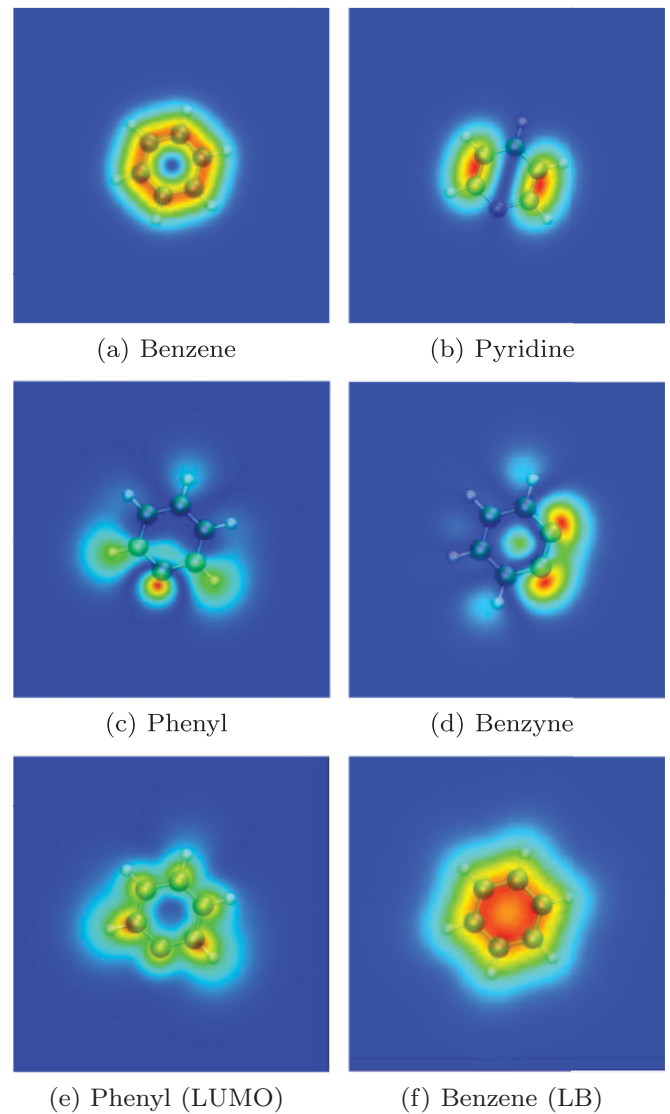 (a) Benzene
(b) Pyridine
(c) Phenyl
(d) Benzyne
(e) Phenyl (LUMO)
(f) Benzene (LB)